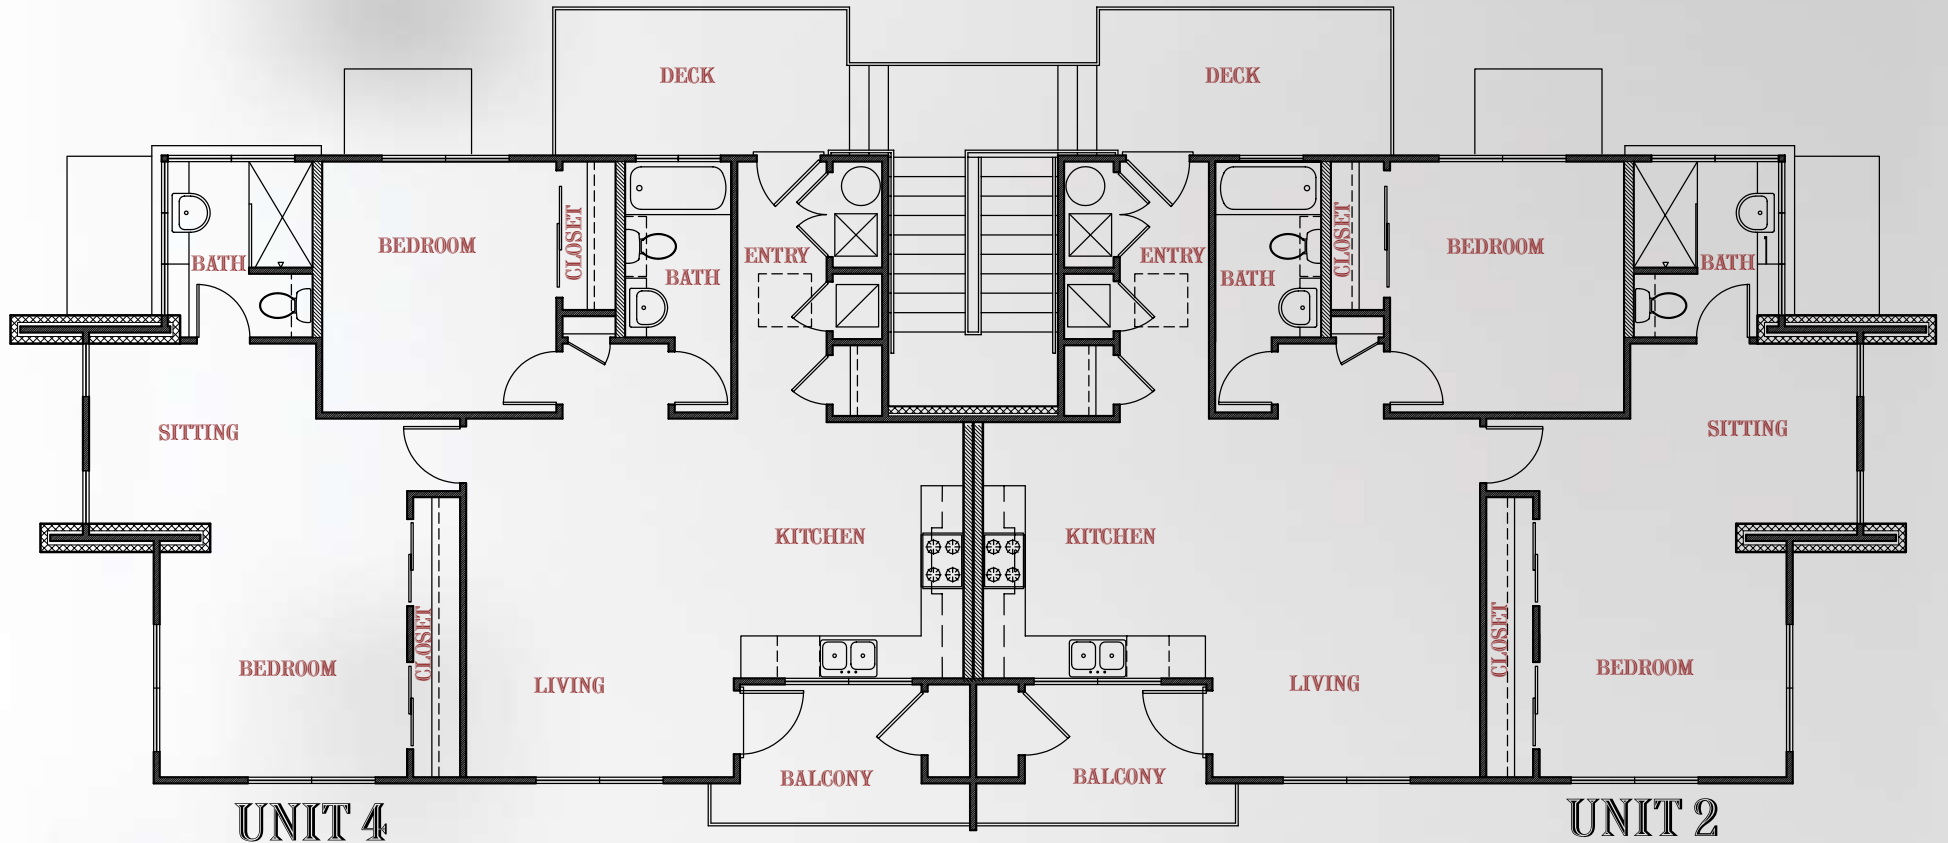 DECK
DECK
BEDROOM
CLOSET
BATH
BATH
ENTRY
ENTRY
BATH
CLOSET
BEDROOM
BATH
SITTING
SITTING
KITCHEN
KITCHEN
BEDROOM
CLOSET
LIVING
LIVING
CLOSET
BEDROOM
BALCONY
BALCONY
UNIT 4
UNIT 2